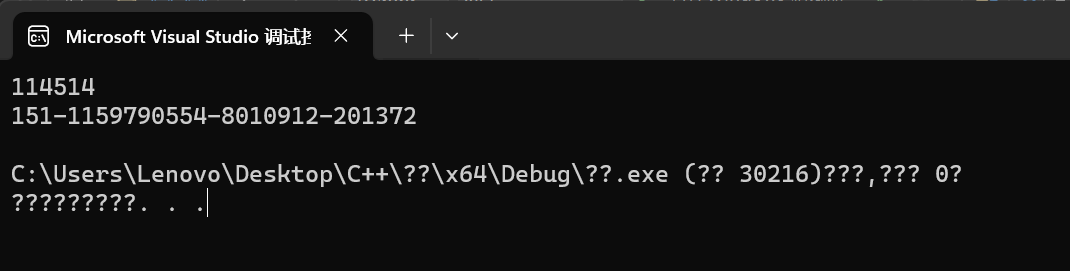 Microsoft Visual Studio 调试
114514
151-1159790554-8010912-201372
C:\Users\Lenovo\Desktop\C++\??\x64\Debug\??.exe (?? 30216)???,??? 0?
?????????. . .